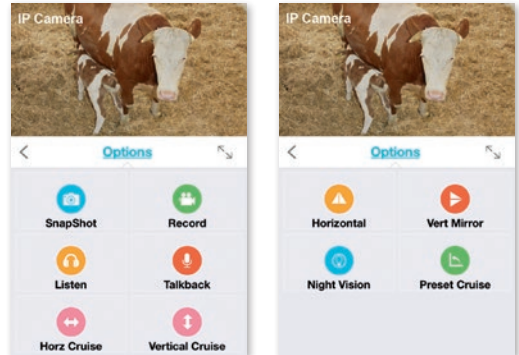 IP Camera
Options
SnapShot
Record
Listen
Talkback
Horz Cruise
Vertical Cruise
IP Camera
Options
Horizontal
Vert Mirror
Night Vision
Preset Cruise